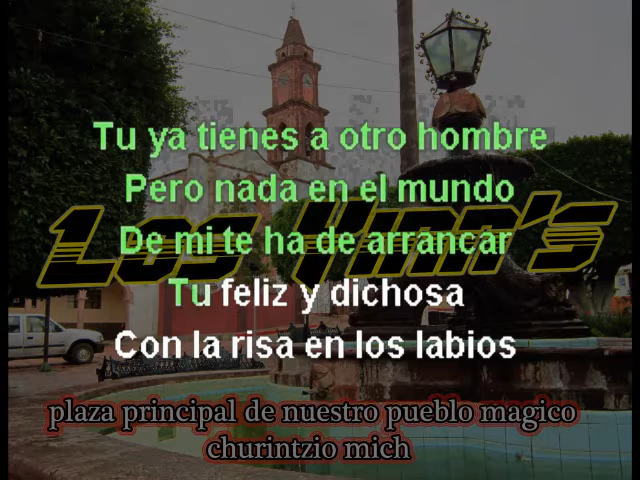 Tu ya tienes a otro hombre
Pero nada en el mundo
Los Ynn's
De mi te ha de arrancar
Tu feliz y dichosa
Con la risa en los labios
plaza principal de nuestro pueblo magico
churintzio mich